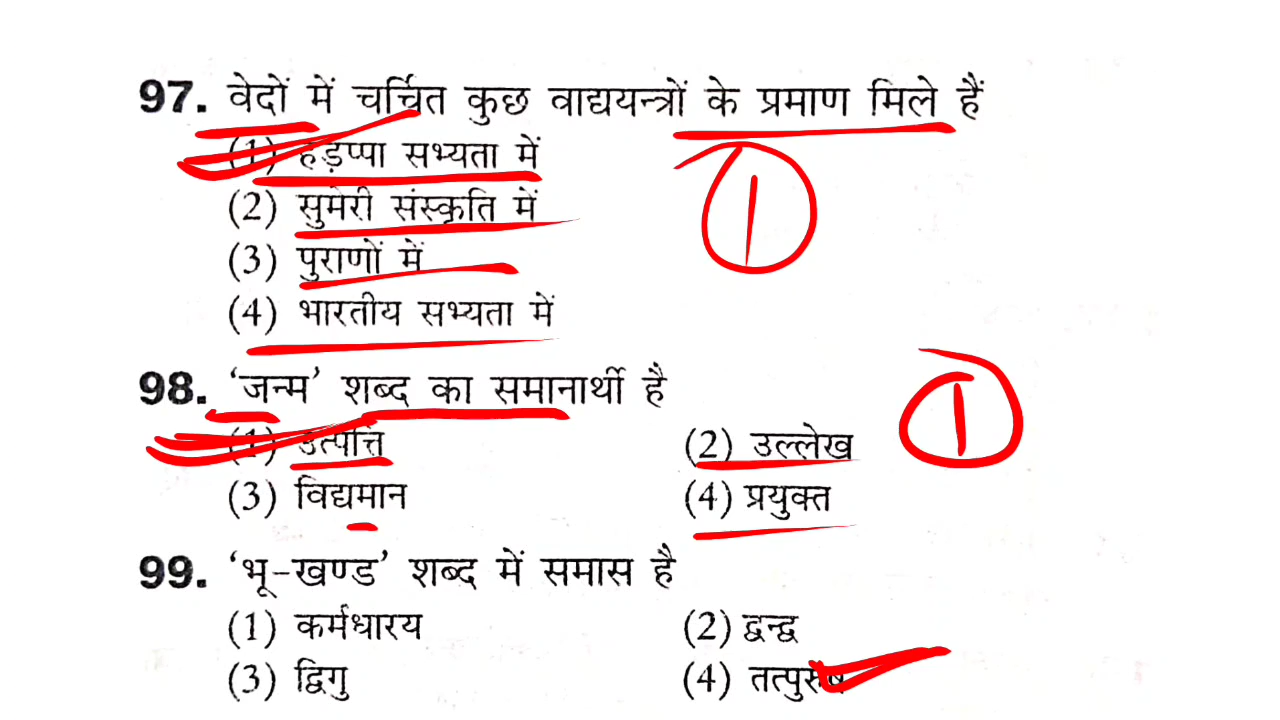 97. वेदों में चर्चित कुछ वाद्ययन्त्रों के प्रमाण मिले हैं
(1) हड़प्पा सभ्यता में
1
(2) सुमेरी संस्कृति में
(3) पुराणों में
(4) भारतीय सभ्यता में
98. ‘जन्म’ शब्द का समानार्थी है
1
(1) उत्पत्ति (2) उल्लेख
(3) विद्यमान (4) प्रयुक्त
99. ‘भू-खण्ड’ शब्द में समास है
(1) कर्मधारय (2) द्वन्द्व
(3) द्विगु (4) तत्पुरुष